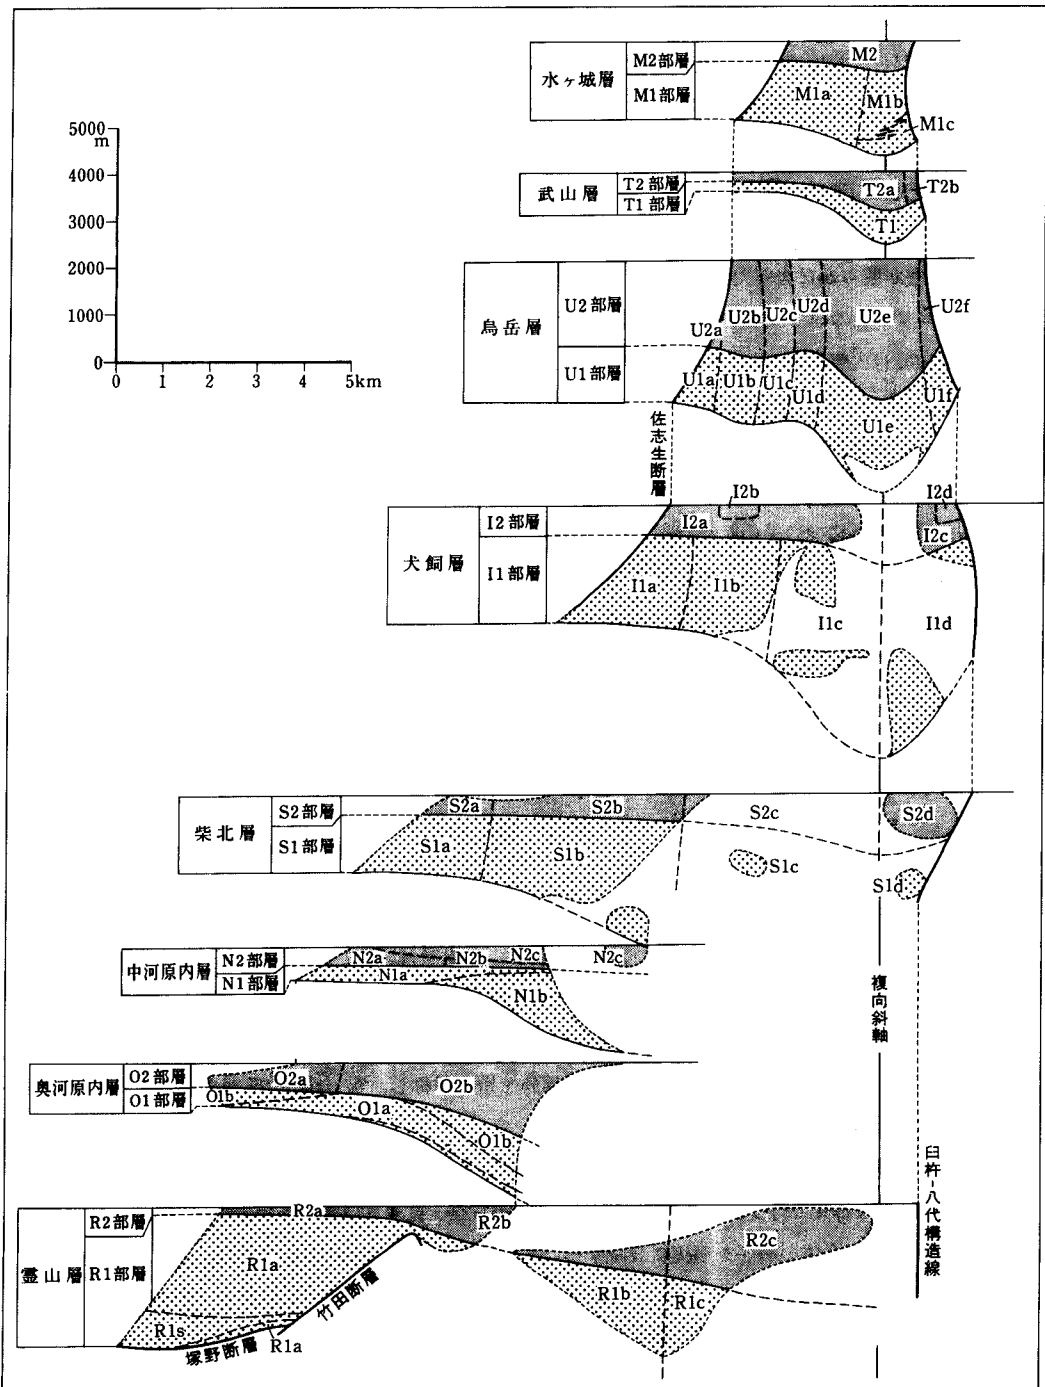 水ヶ城層
M2部層
M1部層
M2
M1a
M1b
M1c
5000
m
4000
3000
2000
1000
0
0
1
2
3
4
5km
武山層
T2部層
T1部層
T2a
T2b
T1
烏岳層
U2部層
U1部層
U2a
U2b
U2c
U2d
U2e
U2f
U1a
U1b
U1c
U1d
U1e
U1f
佐志生断層
犬飼層
I2部層
I1部層
I2a
I2b
I2c
I2d
I1a
I1b
I1c
I1d
柴北層
S2部層
S1部層
S2a
S2b
S2c
S2d
S1a
S1b
S1c
S1d
中河原内層
N2部層
N1部層
N2a
N2b
N2c
N2c
N1a
N1b
複向斜軸
奥河原内層
O2部層
O1部層
O2a
O2b
O1b
O1a
O1b
臼杵-八代構造線
霊山層
R2部層
R1部層
R2a
R2b
R2c
R1a
R1b
R1c
R1s
R1a
竹田断層
塚野断層